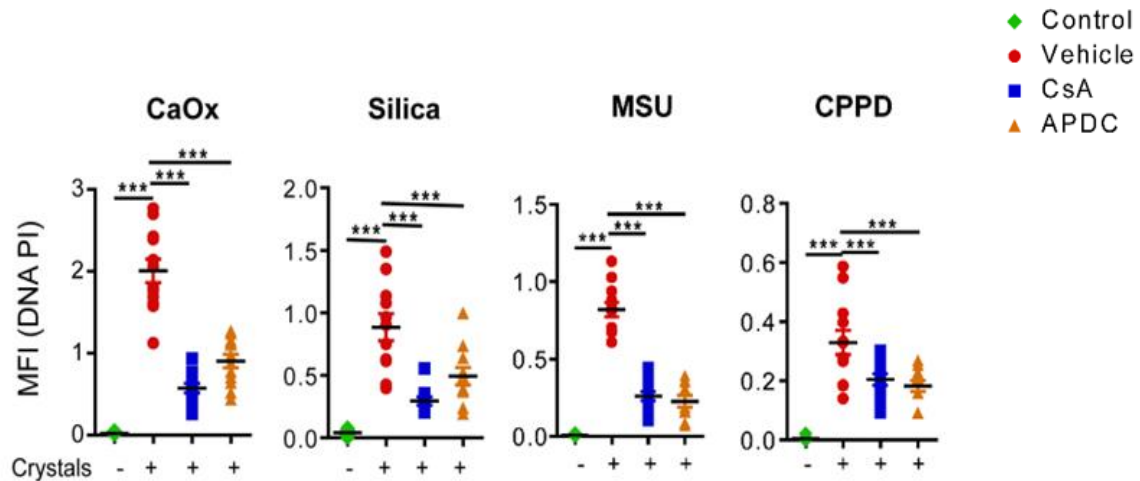 Control
Vehicle
CsA
APDC
CaOx
Silica
MSU
CPPD
MFI (DNA PI)
3
2
1
0
*** *** ***
2.0
1.5
1.0
0.5
0.0
*** *** ***
1.5
1.0
0.5
0.0
*** *** ***
0.8
0.6
0.4
0.2
0.0
*** *** ***
Crystals - + + + - + + + - + + + - + + +